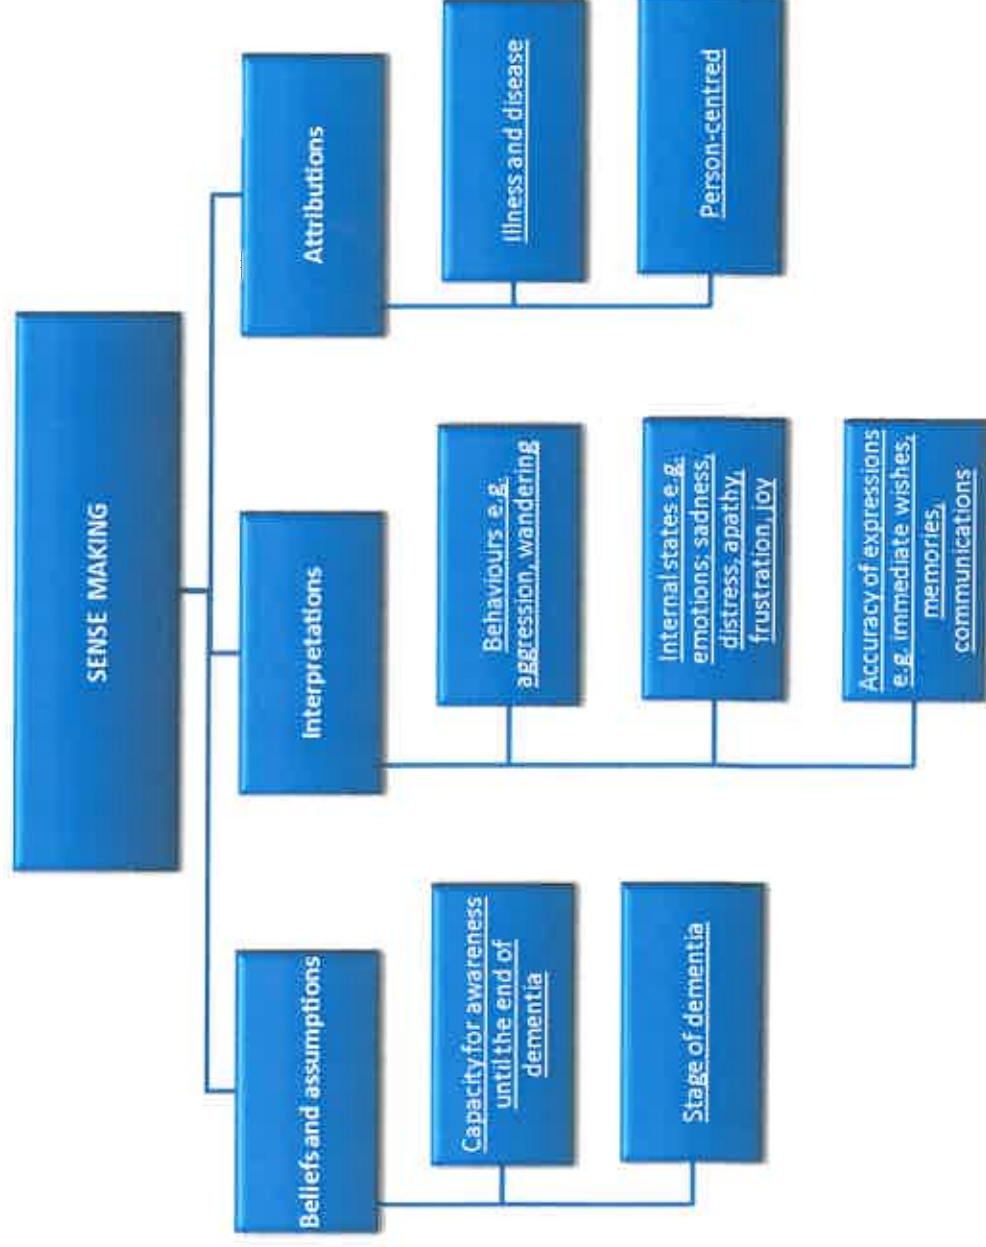 SENSE MAKING
Beliefs and assumptions
Capacity for awareness
until the end of
dementia
Stage of dementia
Interpretations
Behaviours e.g.
aggression, wandering
Internal states e.g.
emotions; sadness,
distress, apathy,
frustration, joy
Accuracy of expressions
e.g. immediate wishes,
memories,
communications
Attributions
Illness and disease
Person-centred